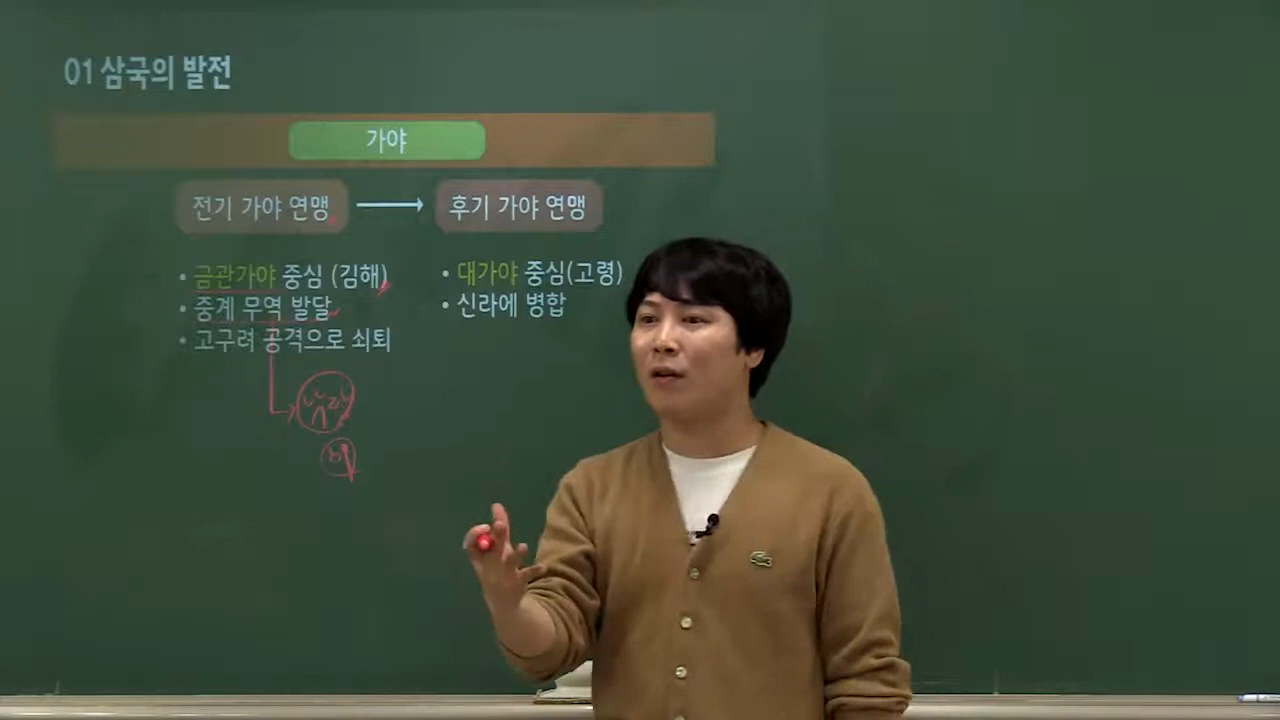 01 삼국의 발전
가야
전기 가야 연맹
후기 가야 연맹
• 금관가야 중심 (김해)
• 중계 무역 발달
• 고구려 공격으로 쇠퇴
• 대가야 중심(고령)
• 신라에 병합